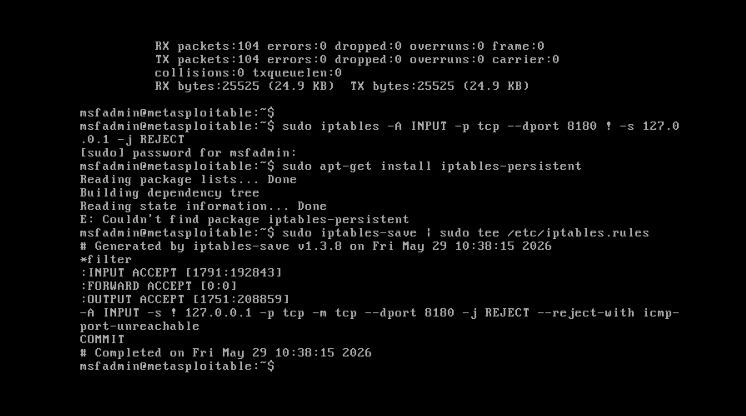 RX packets:104 errors:0 dropped:0 overruns:0 frame:0
TX packets:104 errors:0 dropped:0 overruns:0 carrier:0
collisions:0 txqueuelen:0
RX bytes:25525 (24.9 KB)  TX bytes:25525 (24.9 KB)
msfadmin@metasploitable:~$
msfadmin@metasploitable:~$ sudo iptables -A INPUT -p tcp --dport 8180 ! -s 127.0
.0.1 -j REJECT
[sudo] password for msfadmin:
msfadmin@metasploitable:~$ sudo apt-get install iptables-persistent
Reading package lists... Done
Building dependency tree
Reading state information... Done
E: Couldn't find package iptables-persistent
msfadmin@metasploitable:~$ sudo iptables-save | sudo tee /etc/iptables.rules
# Generated by iptables-save v1.3.8 on Fri May 29 10:38:15 2026
*filter
:INPUT ACCEPT [1791:192843]
:FORWARD ACCEPT [0:0]
:OUTPUT ACCEPT [1751:208859]
-A INPUT -s ! 127.0.0.1 -p tcp -m tcp --dport 8180 -j REJECT --reject-with icmp-
port-unreachable
COMMIT
# Completed on Fri May 29 10:38:15 2026
msfadmin@metasploitable:~$